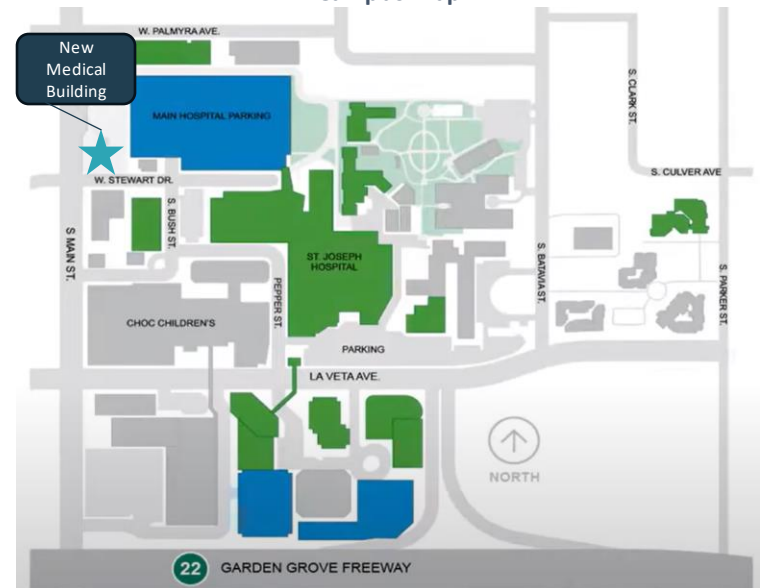 W. PALMYRA AVE.
New
Medical
Building
MAIN HOSPITAL PARKING
S. CLARK ST.
S. CULVER AVE
W. STEWART DR.
S. BUSH ST.
S MAIN ST.
ST. JOSEPH
HOSPITAL
S. BATAVIA ST.
S. PARKER ST.
PEPPER ST.
CHOC CHILDREN'S
PARKING
LA VETA AVE.
NORTH
22 GARDEN GROVE FREEWAY